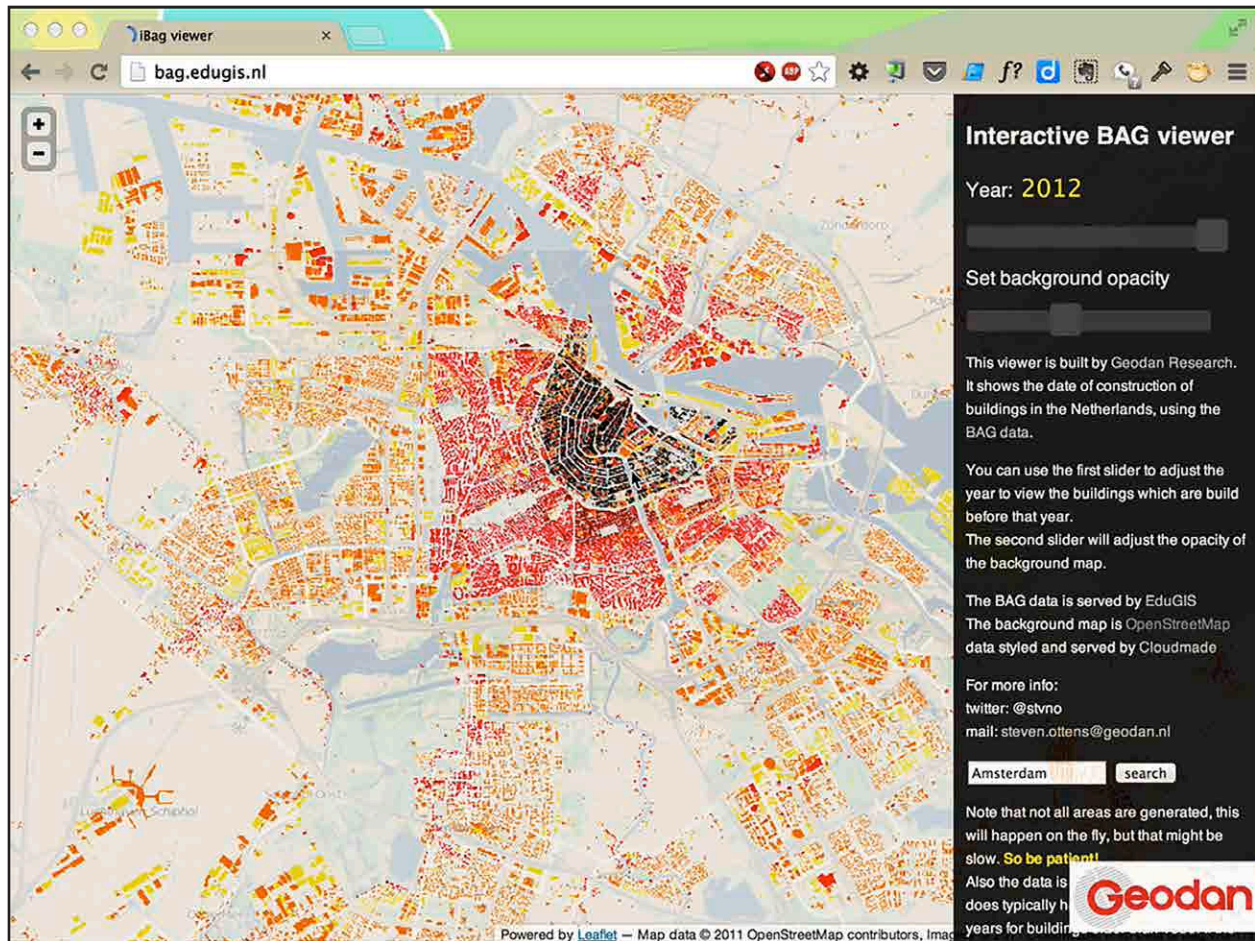 iBag viewer
bag.edugis.nl
ABP
f?
d
7
+
−
Interactive BAG viewer
Year: 2012
Set background opacity
This viewer is built by Geodan Research.
It shows the date of construction of
buildings in the Netherlands, using the
BAG data.
You can use the first slider to adjust the
year to view the buildings which are build
before that year.
The second slider will adjust the opacity of
the background map.
The BAG data is served by EduGIS
The background map is OpenStreetMap
data styled and served by Cloudmade
For more info:
twitter: @stvno
mail: steven.ottens@geodan.nl
Amsterdam
search
Note that not all areas are generated, this
will happen on the fly, but that might be
slow. So be patient!
Also the data is
does typically
years for building
Geodan
Schiphol
Powered by Leaflet — Map data © 2011 OpenStreetMap contributors,